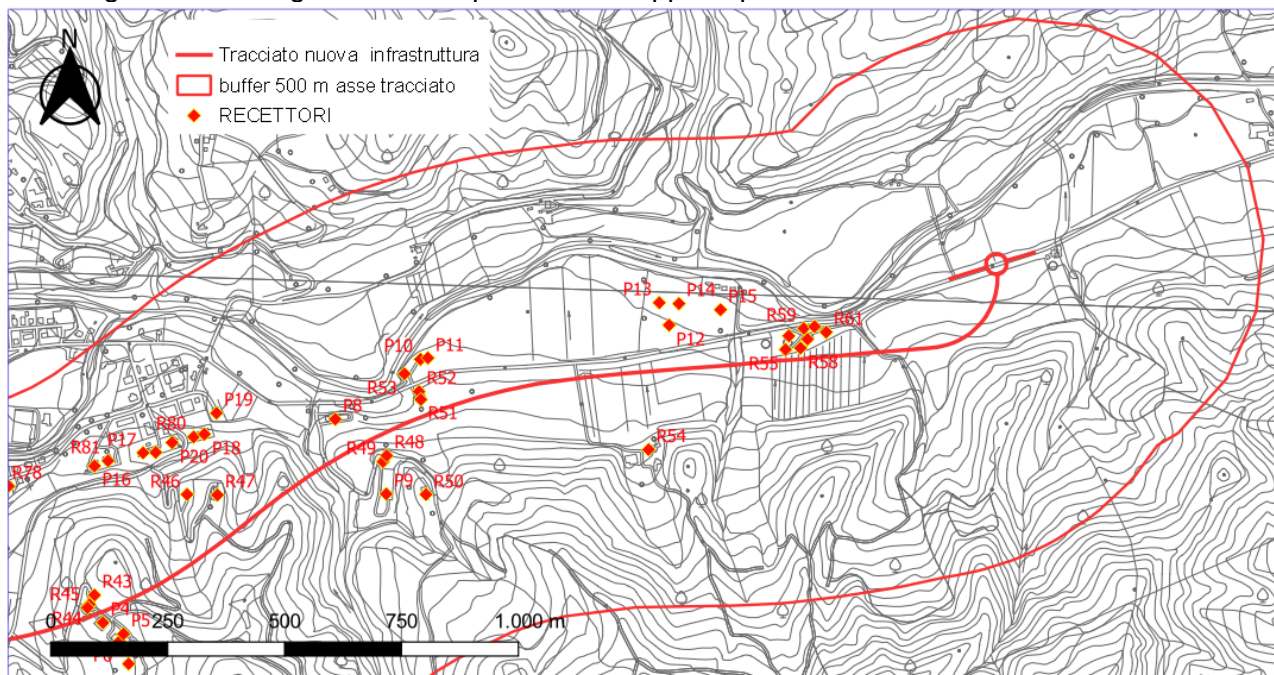 N
Tracciato nuova infrastruttura
buffer 500 m asse tracciato
RECETTORI
P13
P14
P15
P12
R59
R61
R55
R58
P10
P11
R53
R52
R51
P8
P19
R80
P17
R81
P18
P20
P16
R78
R46
R47
R49
R48
P9
R50
R54
R43
R45
R44
P4
P5
0
250
500
750
1.000 m